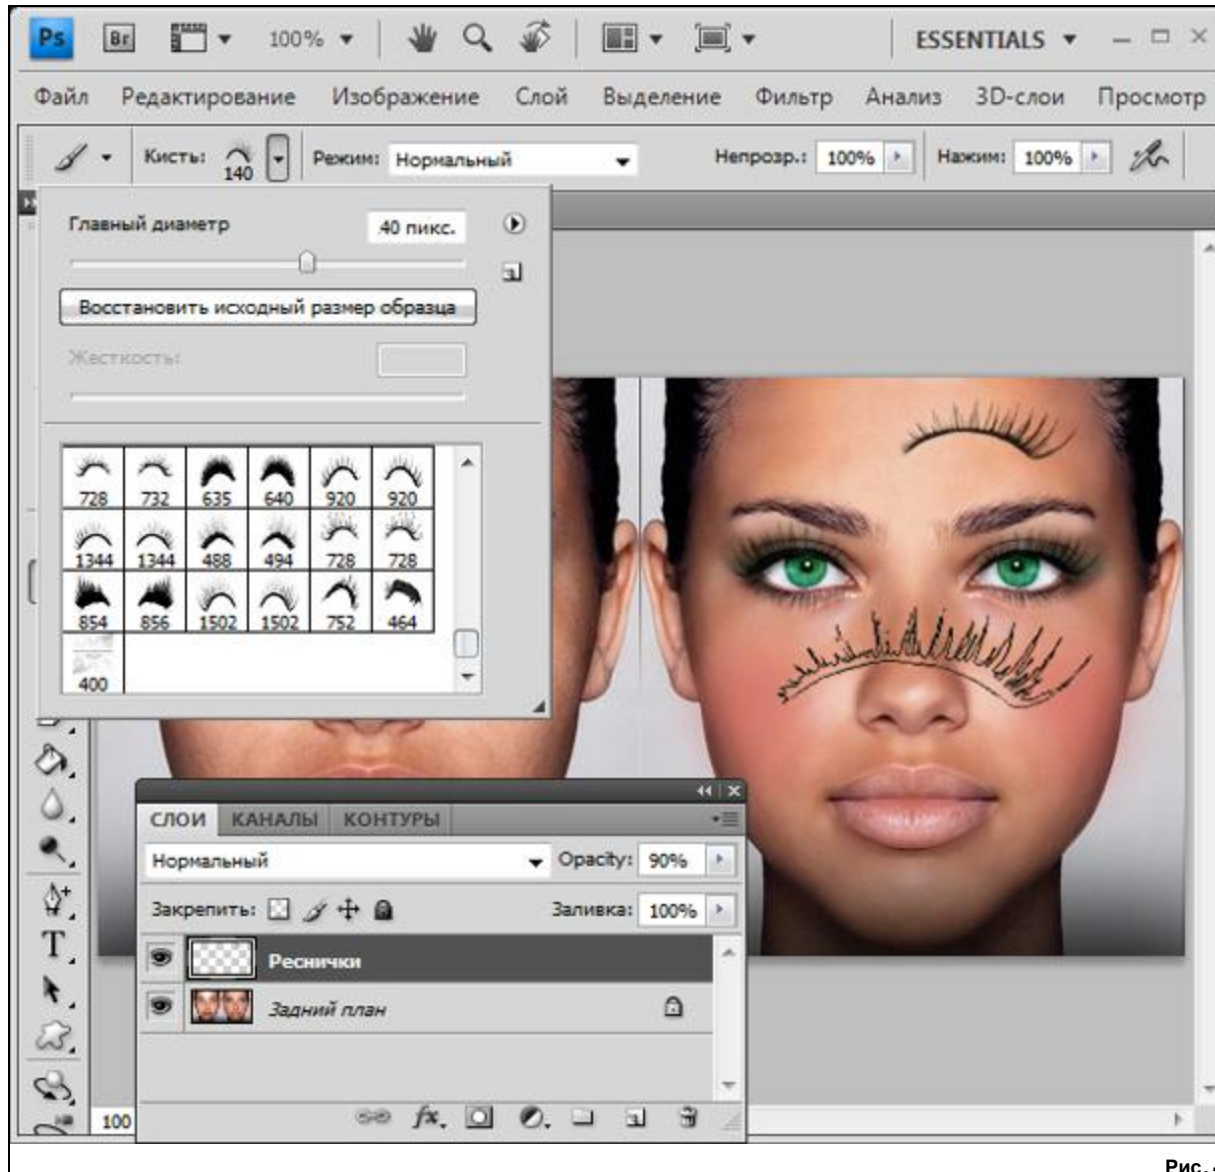 Ps Br 100% ESSENTIALS
Файл Редактирование Изображение Слой Выделение Фильтр Анализ 3D-слои Просмотр
Кисть: 140 Режим: Нормальный Непрозр.: 100% Нажим: 100%
Главный диаметр 40 пикс.
Восстановить исходный размер образца
Жесткость:
728 732 635 640 920 920
1344 1344 488 494 728 728
854 856 1502 1502 752 464
400
СЛОИ КАНАЛЫ КОНТУРЫ
Нормальный Opacity: 90%
Закрепить: Заливка: 100%
Реснички
Задний план
T
fx.
100
Рис.